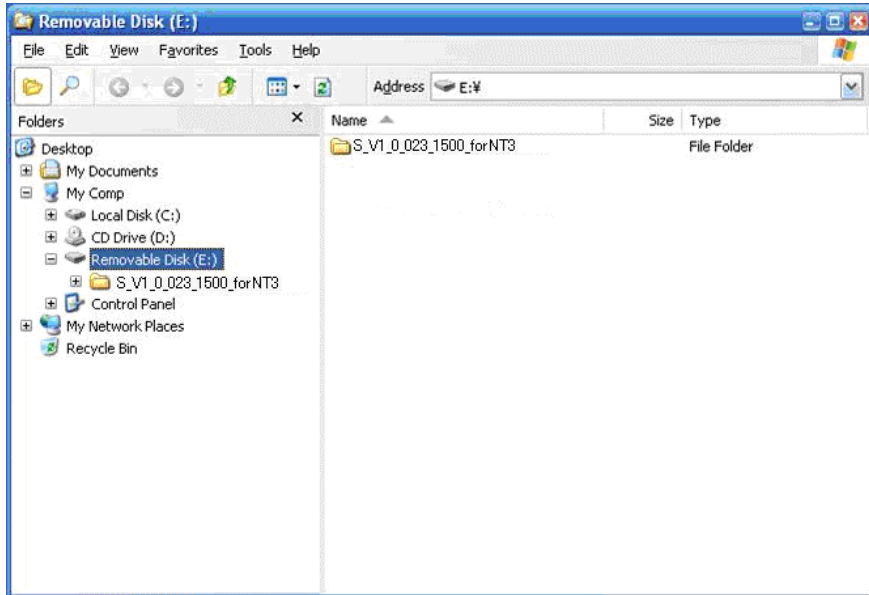 Removable Disk (E:)
File Edit View Favorites Tools Help
Address E:¥
Folders
Name Size Type
Desktop
My Documents
My Comp
Local Disk (C:)
CD Drive (D:)
Removable Disk (E:)
S_V1_0_023_1500_forNT3
Control Panel
My Network Places
Recycle Bin
S_V1_0_023_1500_forNT3 File Folder